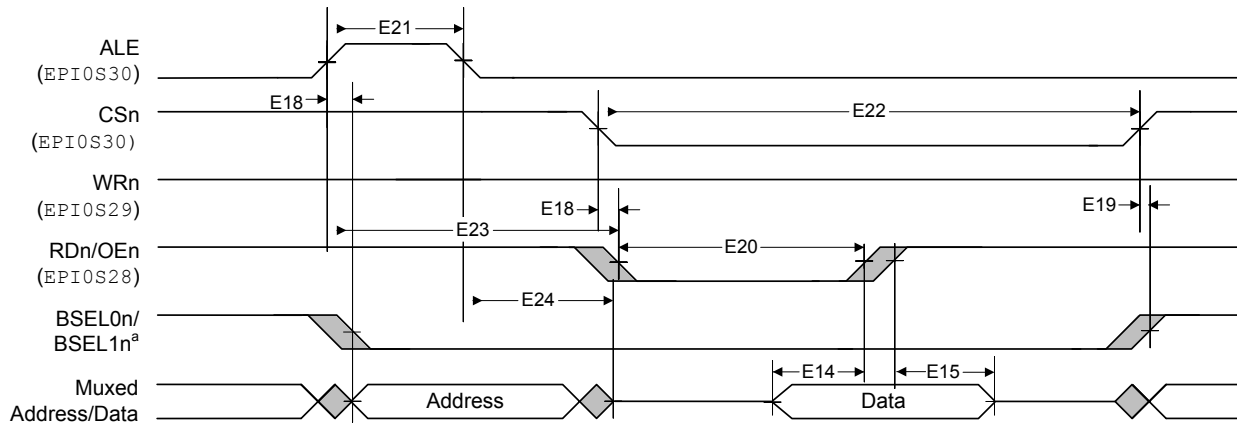 E21
ALE
(EPI0S30)
E18
CSn
(EPI0S30)
E22
WRn
(EPI0S29)
E18
E19
E23
RDn/OEn
(EPI0S28)
E20
E24
BSEL0n/
BSEL1nᵃ
E14
E15
Muxed
Address/Data
Address
Data